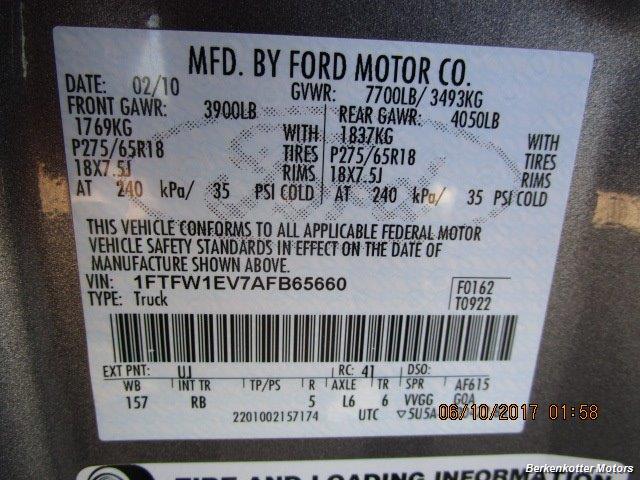 MFD. BY FORD MOTOR CO.
DATE: 02/10 GVWR: 7700LB/ 3493KG
FRONT GAWR: 3900LB REAR GAWR: 4050LB
1769KG WITH 1837KG WITH
P275/65R18 TIRES P275/65R18 TIRES
18X7.5J RIMS 18X7.5J RIMS
AT 240 kPa/ 35 PSI COLD AT 240 kPa/ 35 PSI COLD
THIS VEHICLE CONFORMS TO ALL APPLICABLE FEDERAL MOTOR
VEHICLE SAFETY STANDARDS IN EFFECT ON THE DATE OF
MANUFACTURE SHOWN ABOVE.
VIN: 1FTFW1EV7AFB65660 F0162
TYPE: Truck T0922
EXT PNT: UJ RC: 41 DSO:
WB INT TR TP/PS R AXLE TR SPR AF615
157 RB 5 L6 6 VVGG GQA
2201002157174 UTC ▽5U5A
06/10/2017 01:58
TIRE AND LOADING INFORMATION
Berkenkotter Motors